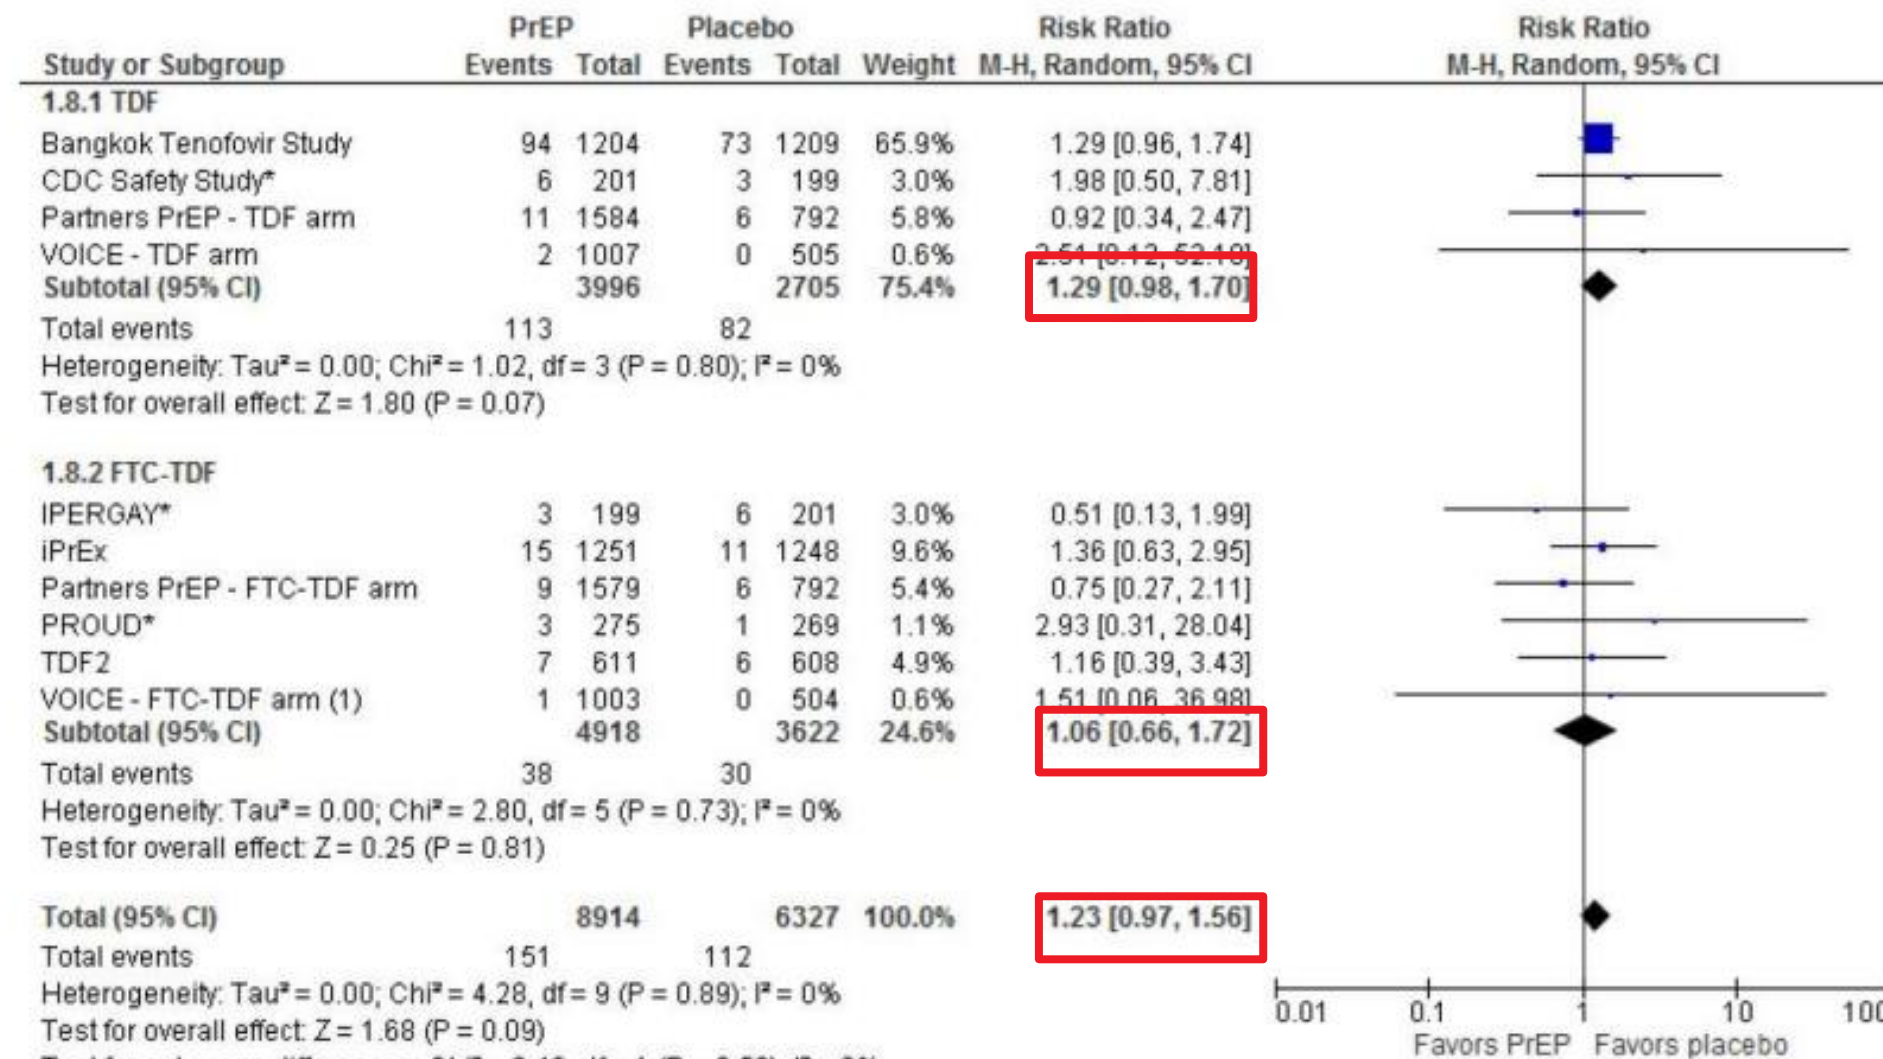 PrEP Placebo Risk Ratio Risk Ratio
Study or Subgroup Events Total Events Total Weight M-H, Random, 95% CI M-H, Random, 95% CI
1.8.1 TDF
Bangkok Tenofovir Study 94 1204 73 1209 65.9% 1.29 [0.96, 1.74]
CDC Safety Study* 6 201 3 199 3.0% 1.98 [0.50, 7.81]
Partners PrEP - TDF arm 11 1584 6 792 5.8% 0.92 [0.34, 2.47]
VOICE - TDF arm 2 1007 0 505 0.6%
Subtotal (95% CI) 3996 2705 75.4% 1.29 [0.98, 1.70]
Total events 113 82
Heterogeneity: Tau² = 0.00; Chi² = 1.02, df = 3 (P = 0.80); I² = 0%
Test for overall effect: Z = 1.80 (P = 0.07)
1.8.2 FTC-TDF
IPERGAY* 3 199 6 201 3.0% 0.51 [0.13, 1.99]
iPrEx 15 1251 11 1248 9.6% 1.36 [0.63, 2.95]
Partners PrEP - FTC-TDF arm 9 1579 6 792 5.4% 0.75 [0.27, 2.11]
PROUD* 3 275 1 269 1.1% 2.93 [0.31, 28.04]
TDF2 7 611 6 608 4.9% 1.16 [0.39, 3.43]
VOICE - FTC-TDF arm (1) 1 1003 0 504 0.6% 1.51 [0.06, 36.98]
Subtotal (95% CI) 4918 3622 24.6% 1.06 [0.66, 1.72]
Total events 38 30
Heterogeneity: Tau² = 0.00; Chi² = 2.80, df = 5 (P = 0.73); I² = 0%
Test for overall effect: Z = 0.25 (P = 0.81)
Total (95% CI) 8914 6327 100.0% 1.23 [0.97, 1.56]
Total events 151 112
Heterogeneity: Tau² = 0.00; Chi² = 4.28, df = 9 (P = 0.89); I² = 0%
Test for overall effect: Z = 1.68 (P = 0.09)
0.01 0.1 1 10 100
Favors PrEP Favors placebo